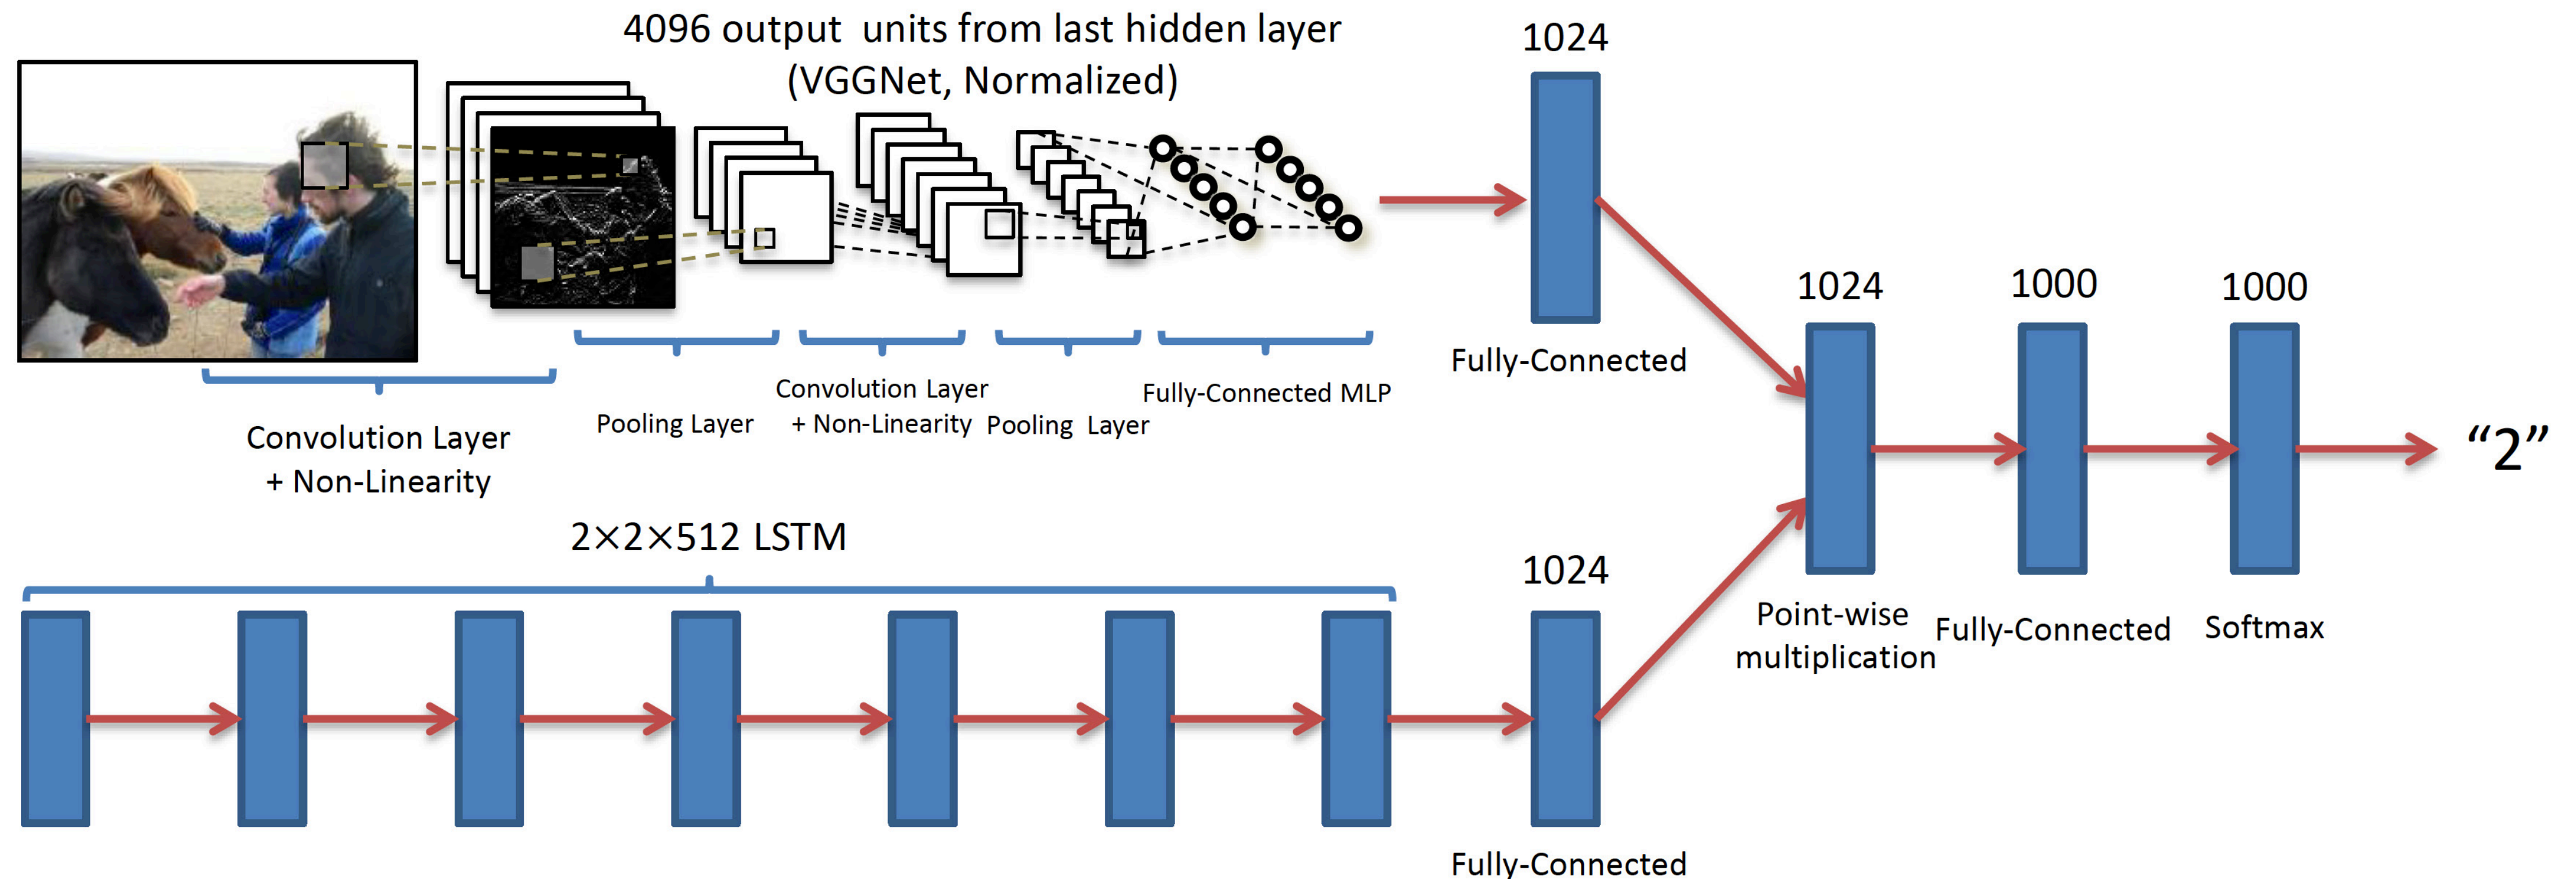 4096 output units from last hidden layer
(VGGNet, Normalized)
1024
Fully-Connected
Convolution Layer
+ Non-Linearity
Pooling Layer
Convolution Layer
+ Non-Linearity
Pooling Layer
Fully-Connected MLP
2×2×512 LSTM
1024
Fully-Connected
1024
Point-wise
multiplication
1000
Fully-Connected
1000
Softmax
“2”